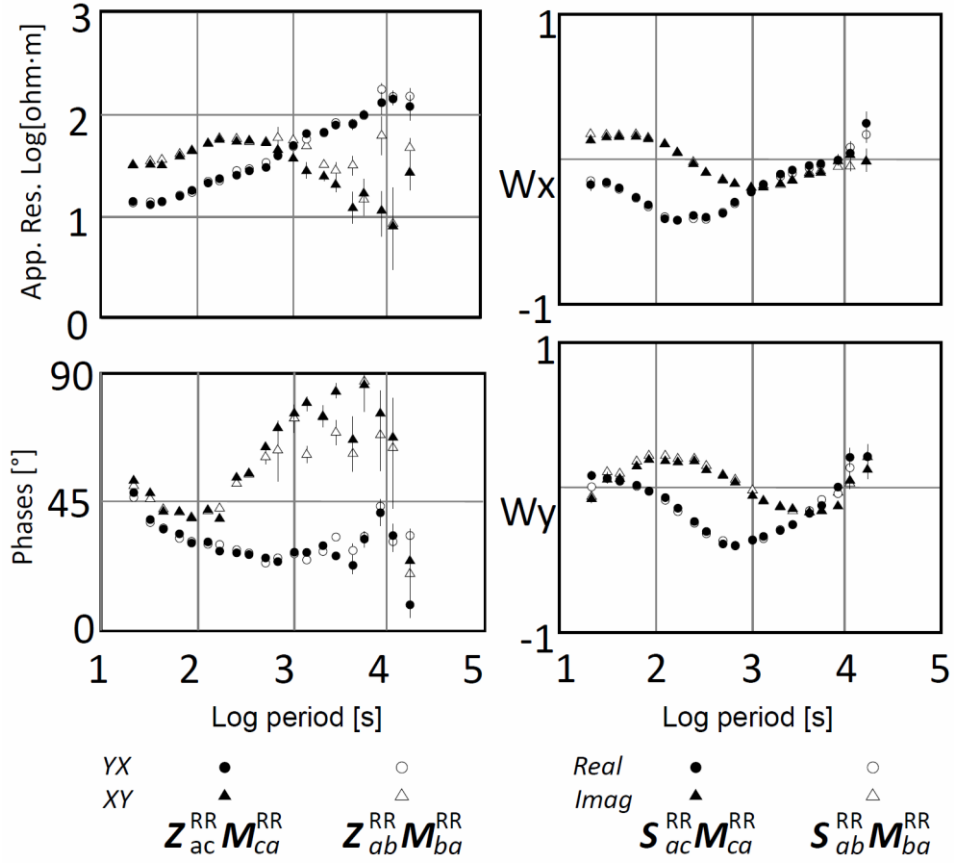 3
2
1
0
App. Res. Log[ohm·m]
1
Wx
-1
90
45
0
Phases [°]
1
Wy
-1
1 2 3 4 5
1 2 3 4 5
Log period [s]
Log period [s]
YX
XY
Z RR ac M RR ca
Z RR ab M RR ba
Real
Imag
S RR ac M RR ca
S RR ab M RR ba